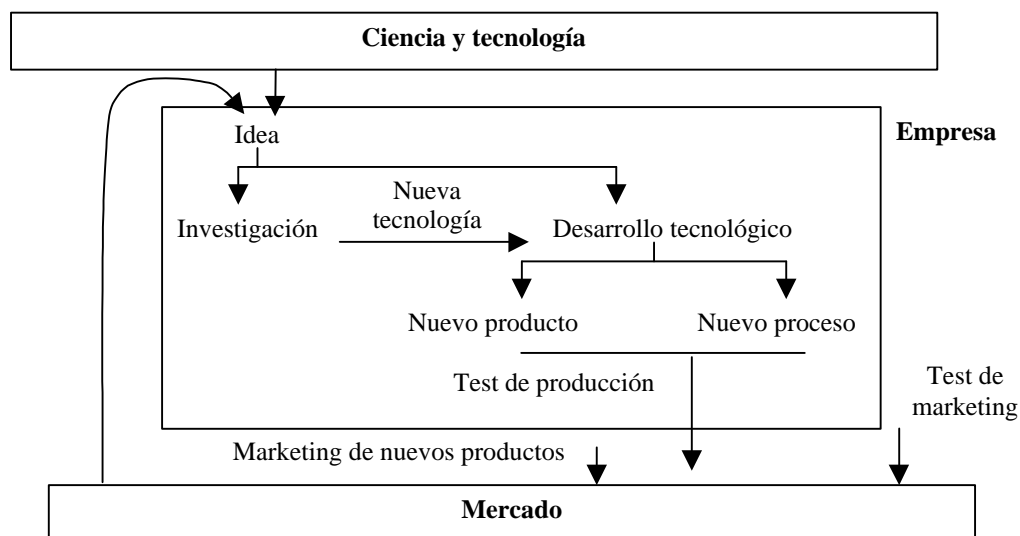 Ciencia y tecnología
Idea
Empresa
Nueva
tecnología
Investigación
Desarrollo tecnológico
Nuevo producto
Nuevo proceso
Test de producción
Test de
marketing
Marketing de nuevos productos
Mercado